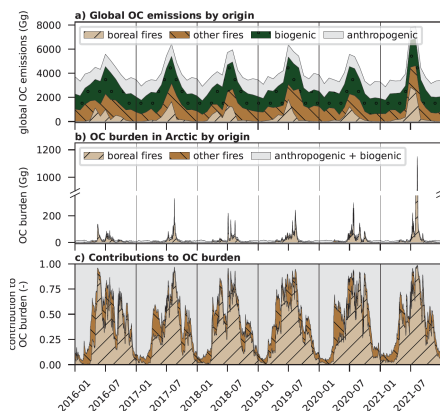 a) Global OC emissions by origin
global OC emissions (Gg)
8000
6000
4000
2000
0
boreal fires
other fires
biogenic
anthropogenic
b) OC burden in Arctic by origin
OC burden (Gg)
1200
1000
200
0
boreal fires
other fires
anthropogenic + biogenic
c) Contributions to OC burden
contribution to
OC burden (-)
1.00
0.75
0.50
0.25
0.00
2016-01
2016-07
2017-01
2017-07
2018-01
2018-07
2019-01
2019-07
2020-01
2020-07
2021-01
2021-07